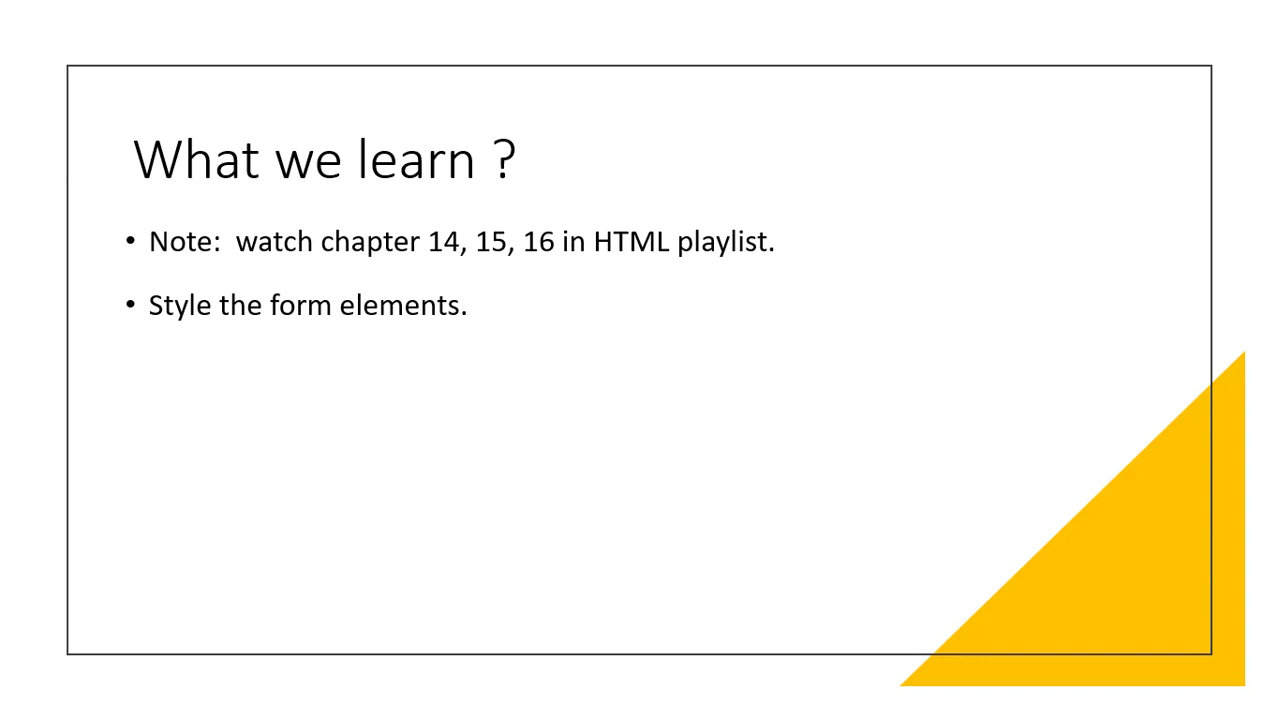 What we learn ?
• Note:  watch chapter 14, 15, 16 in HTML playlist.
• Style the form elements.